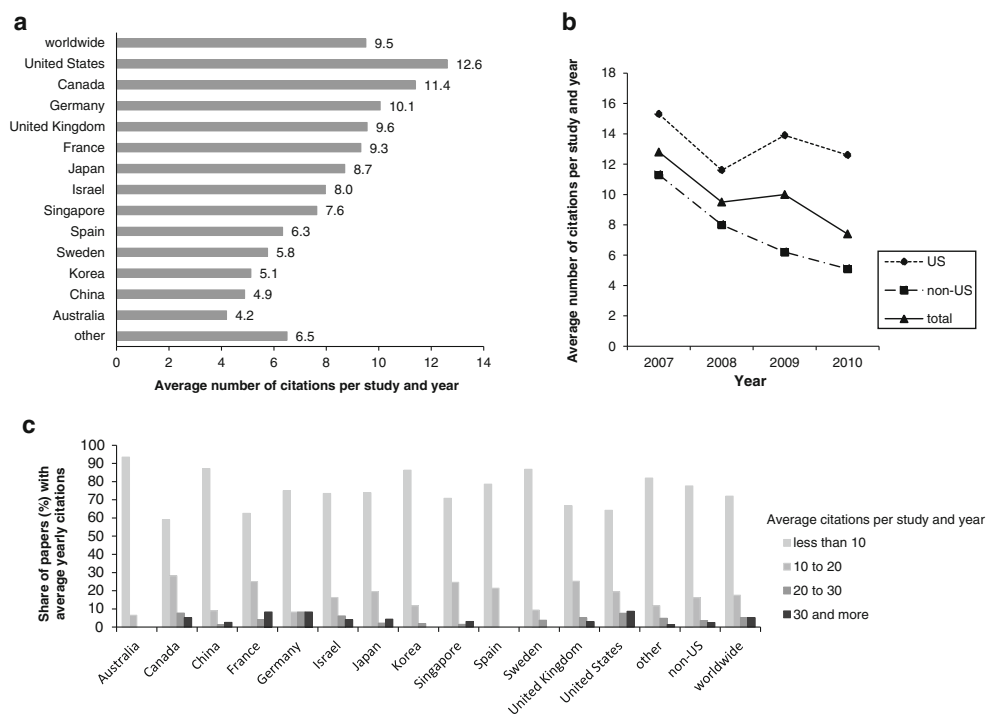 a
worldwide 9.5
United States 12.6
Canada 11.4
Germany 10.1
United Kingdom 9.6
France 9.3
Japan 8.7
Israel 8.0
Singapore 7.6
Spain 6.3
Sweden 5.8
Korea 5.1
China 4.9
Australia 4.2
other 6.5
0 2 4 6 8 10 12 14
Average number of citations per study and year
b
Average number of citations per study and year
18
16
14
12
10
8
6
4
2
0
2007 2008 2009 2010
Year
US
non-US
total
c
Share of papers (%) with
average yearly citations
100
90
80
70
60
50
40
30
20
10
0
Australia
Canada
China
France
Germany
Israel
Japan
Korea
Singapore
Spain
Sweden
United Kingdom
United States
other
non-US
worldwide
Average citations per study and year
less than 10
10 to 20
20 to 30
30 and more